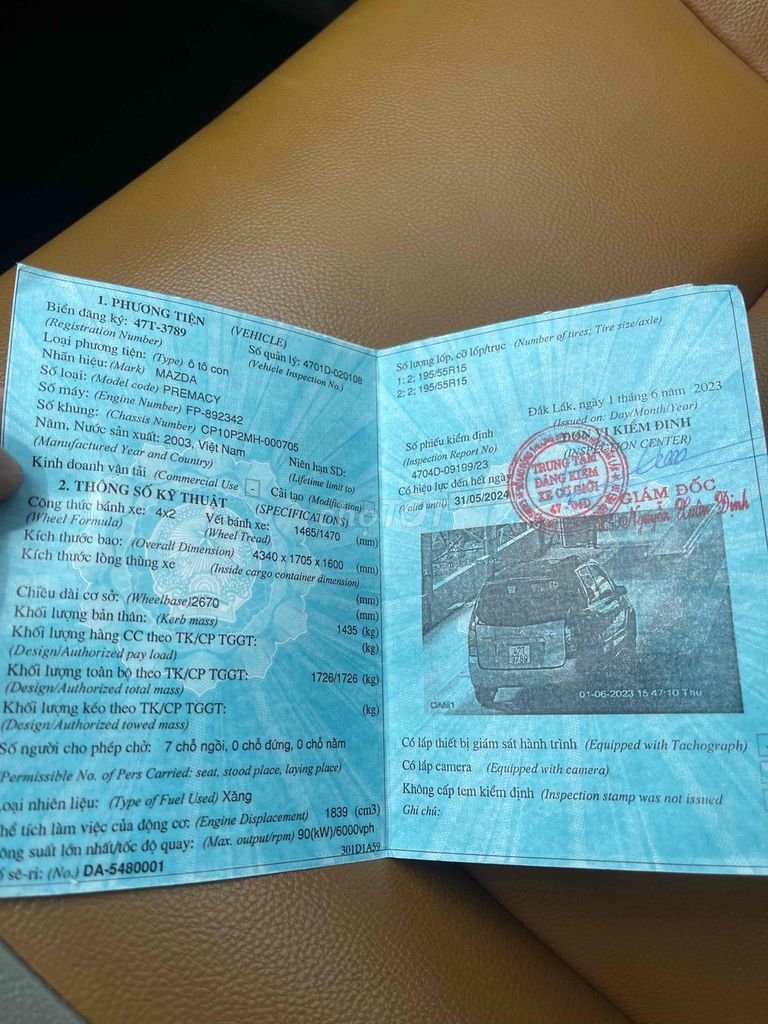 1. PHƯƠNG TIỆN (VEHICLE)
Biển đăng ký: 47T-3789
(Registration Number)
Số quản lý: 4701D-020108
(Vehicle Inspection No.)
Loại phương tiện: (Type) ô tô con
Nhãn hiệu: (Mark) MAZDA
Số loại: (Model code) PREMACY
Số máy: (Engine Number) FP-892342
Số khung: (Chassis Number) CP10P2MH-000705
Năm, Nước sản xuất: 2003, Việt Nam
(Manufactured Year and Country)
Niên hạn SD:
(Lifetime limit to)
Kinh doanh vận tải (Commercial Use
- Cải tạo (Modification)
2. THÔNG SỐ KỸ THUẬT (SPECIFICATIONS)
Công thức bánh xe: 4x2
(Wheel Formula)
Vết bánh xe: 1465/1470 (mm)
(Wheel Tread)
Kích thước bao: (Overall Dimension) 4340 x 1705 x 1600 (mm)
Kích thước lòng thùng xe (Inside cargo container dimension)
(mm)
Chiều dài cơ sở: (Wheelbase)2670 (mm)
Khối lượng bản thân: (Kerb mass) 1435 (kg)
Khối lượng hàng CC theo TK/CP TGGT: (kg)
(Design/Authorized pay load)
Khối lượng toàn bộ theo TK/CP TGGT: 1726/1726 (kg)
(Design/Authorized total mass)
Khối lượng kéo theo TK/CP TGGT: (kg)
(Design/Authorized towed mass)
Số người cho phép chở: 7 chỗ ngồi, 0 chỗ đứng, 0 chỗ nằm
(Permissible No. of Pers Carried: seat, stood place, laying place)
Loại nhiên liệu: (Type of Fuel Used) Xăng
Thể tích làm việc của động cơ: (Engine Displacement) 1839 (cm3)
Công suất lớn nhất/tốc độ quay: (Max. output/rpm) 90(kW)/6000vph
301D1A59
Số sê-ri: (No.) DA-5480001
Số lượng lốp, cỡ lốp/trục (Number of tires; Tire size/axle)
1: 2; 195/55R15
2: 2; 195/55R15
Đắk Lắk, ngày 1 tháng 6 năm 2023
(Issued on: Day/Month/Year)
Số phiếu kiểm định
(Inspection Report No)
4704D-09199/23
ĐƠN VỊ KIỂM ĐỊNH
(INSPECTION CENTER)
Có hiệu lực đến hết ngày
(Valid until) 31/05/2024
TRUNG TÂM
ĐĂNG KIỂM
XE CƠ GIỚI
47 - 04D
GIÁM ĐỐC
Nguyễn Xuân Đỉnh
47T
3789
CAM1
01-06-2023 15:47:10 Thu
Có lắp thiết bị giám sát hành trình (Equipped with Tachograph)
Có lắp camera (Equipped with camera)
Không cấp tem kiểm định (Inspection stamp was not issued
Ghi chú: